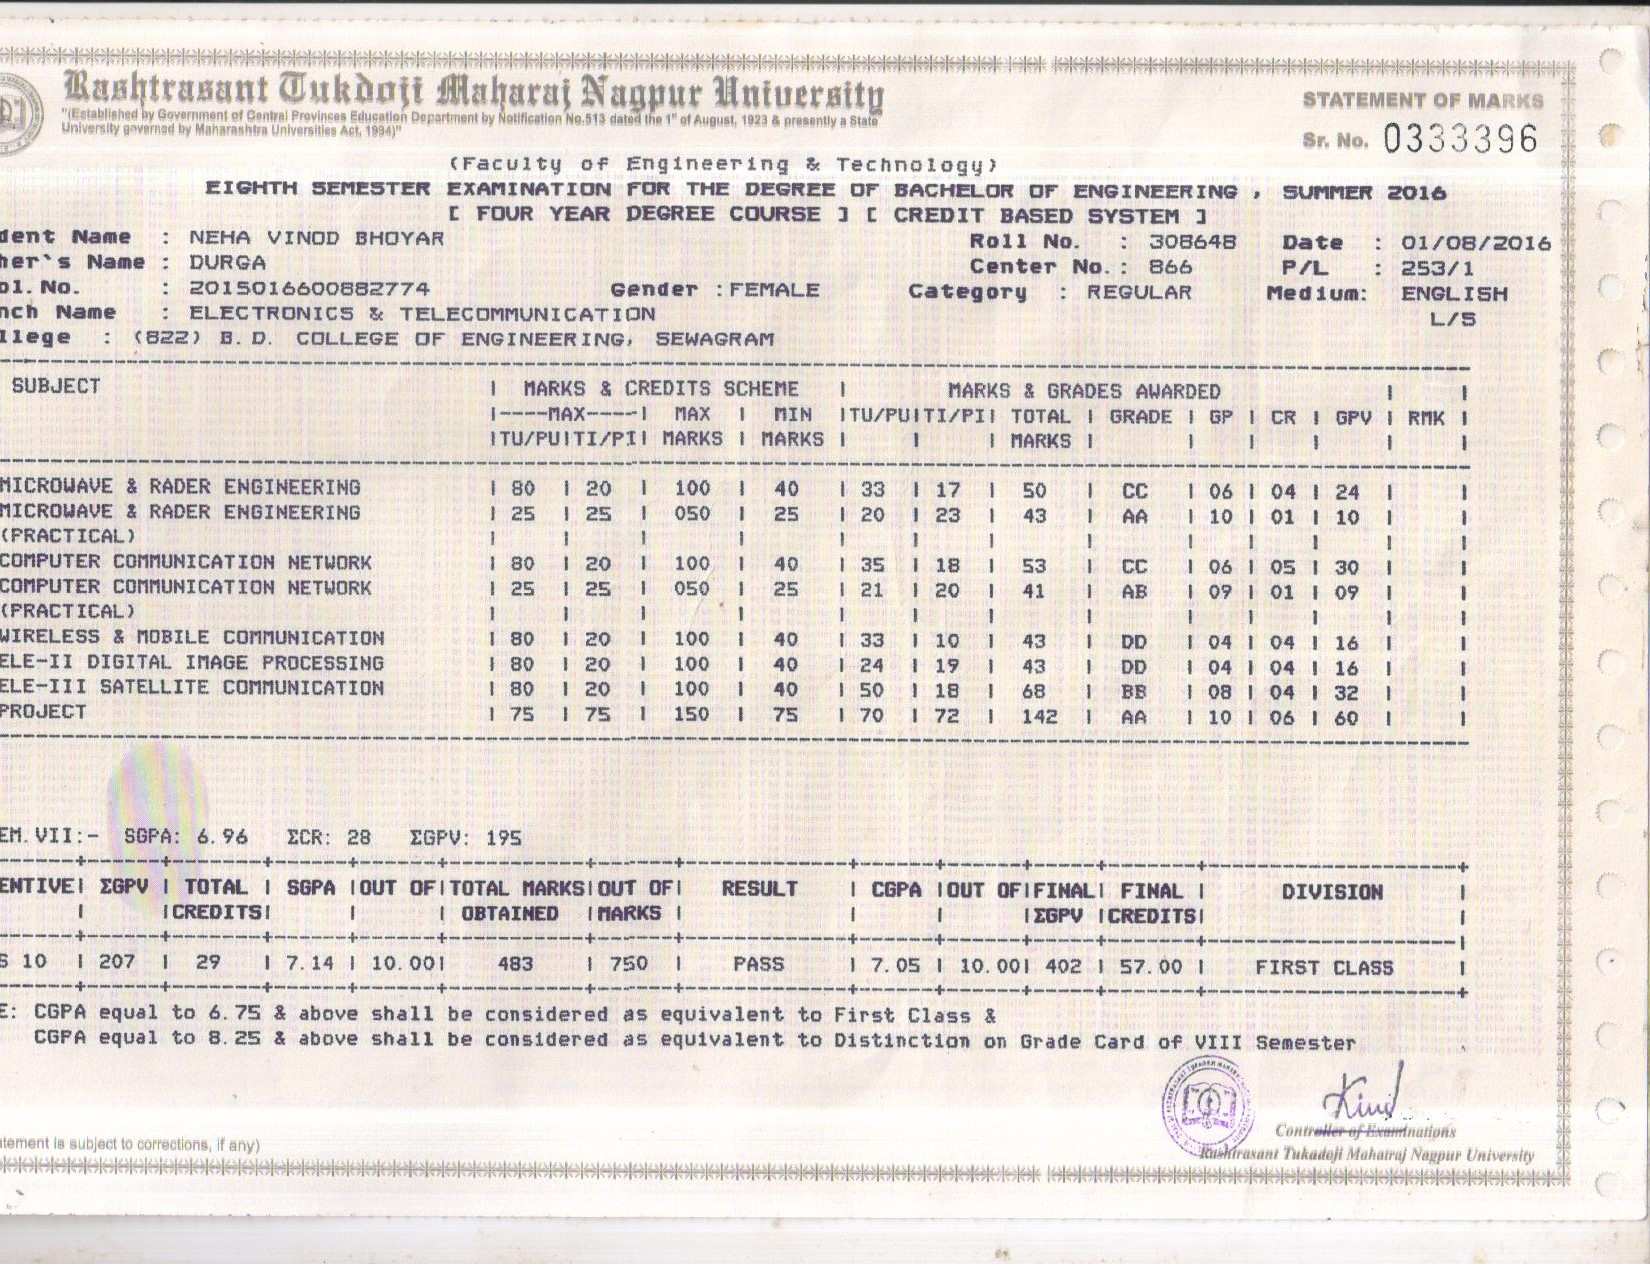 Rashtrasant Tukdoji Maharaj Nagpur University
"(Established by Government of Central Provinces Education Department by Notification No.513 dated the 1" of August, 1923 & presently a State
University governed by Maharashtra Universities Act, 1994)"
STATEMENT OF MARKS
Sr. No. 0333396
(Faculty of Engineering & Technology)
EIGHTH SEMESTER EXAMINATION FOR THE DEGREE OF BACHELOR OF ENGINEERING , SUMMER 2016
[ FOUR YEAR DEGREE COURSE ] [ CREDIT BASED SYSTEM ]
dent Name : NEHA VINOD BHOYAR Roll No. : 308648 Date : 01/08/2016
her`s Name : DURGA Center No. : 866 P/L : 253/1
ol. No. : 2015016600882774 Gender : FEMALE Category : REGULAR Medium: ENGLISH
nch Name : ELECTRONICS & TELECOMMUNICATION L/S
llege : (822) B. D. COLLEGE OF ENGINEERING, SEWAGRAM
SUBJECT | MARKS & CREDITS SCHEME | MARKS & GRADES AWARDED | |
|----MAX----| MAX | MIN |TU/PU|TI/PI| TOTAL | GRADE | GP | CR | GPV | RMK |
|TU/PU|TI/PI| MARKS | MARKS | | | MARKS | | | | | |
MICROWAVE & RADER ENGINEERING | 80 | 20 | 100 | 40 | 33 | 17 | 50 | CC | 06 | 04 | 24 | |
MICROWAVE & RADER ENGINEERING | 25 | 25 | 050 | 25 | 20 | 23 | 43 | AA | 10 | 01 | 10 | |
(PRACTICAL) | | | | | | | | | | | | |
COMPUTER COMMUNICATION NETWORK | 80 | 20 | 100 | 40 | 35 | 18 | 53 | CC | 06 | 05 | 30 | |
COMPUTER COMMUNICATION NETWORK | 25 | 25 | 050 | 25 | 21 | 20 | 41 | AB | 09 | 01 | 09 | |
(PRACTICAL) | | | | | | | | | | | | |
WIRELESS & MOBILE COMMUNICATION | 80 | 20 | 100 | 40 | 33 | 10 | 43 | DD | 04 | 04 | 16 | |
ELE-II DIGITAL IMAGE PROCESSING | 80 | 20 | 100 | 40 | 24 | 19 | 43 | DD | 04 | 04 | 16 | |
ELE-III SATELLITE COMMUNICATION | 80 | 20 | 100 | 40 | 50 | 18 | 68 | BB | 08 | 04 | 32 | |
PROJECT | 75 | 75 | 150 | 75 | 70 | 72 | 142 | AA | 10 | 06 | 60 | |
EM. VII:- SGPA: 6.96 ΣCR: 28 ΣGPV: 195
ENTIVE| ΣGPV | TOTAL | SGPA |OUT OF|TOTAL MARKS|OUT OF| RESULT | CGPA |OUT OF|FINAL| FINAL | DIVISION |
| |CREDITS| | | OBTAINED |MARKS | | | |ΣGPV |CREDITS| |
S 10 | 207 | 29 | 7.14 | 10.00| 483 | 750 | PASS | 7.05 | 10.00| 402 | 57.00 | FIRST CLASS |
E: CGPA equal to 6.75 & above shall be considered as equivalent to First Class &
CGPA equal to 8.25 & above shall be considered as equivalent to Distinction on Grade Card of VIII Semester
Controller of Examinations
Rashtrasant Tukadoji Maharaj Nagpur University
tement is subject to corrections, if any)